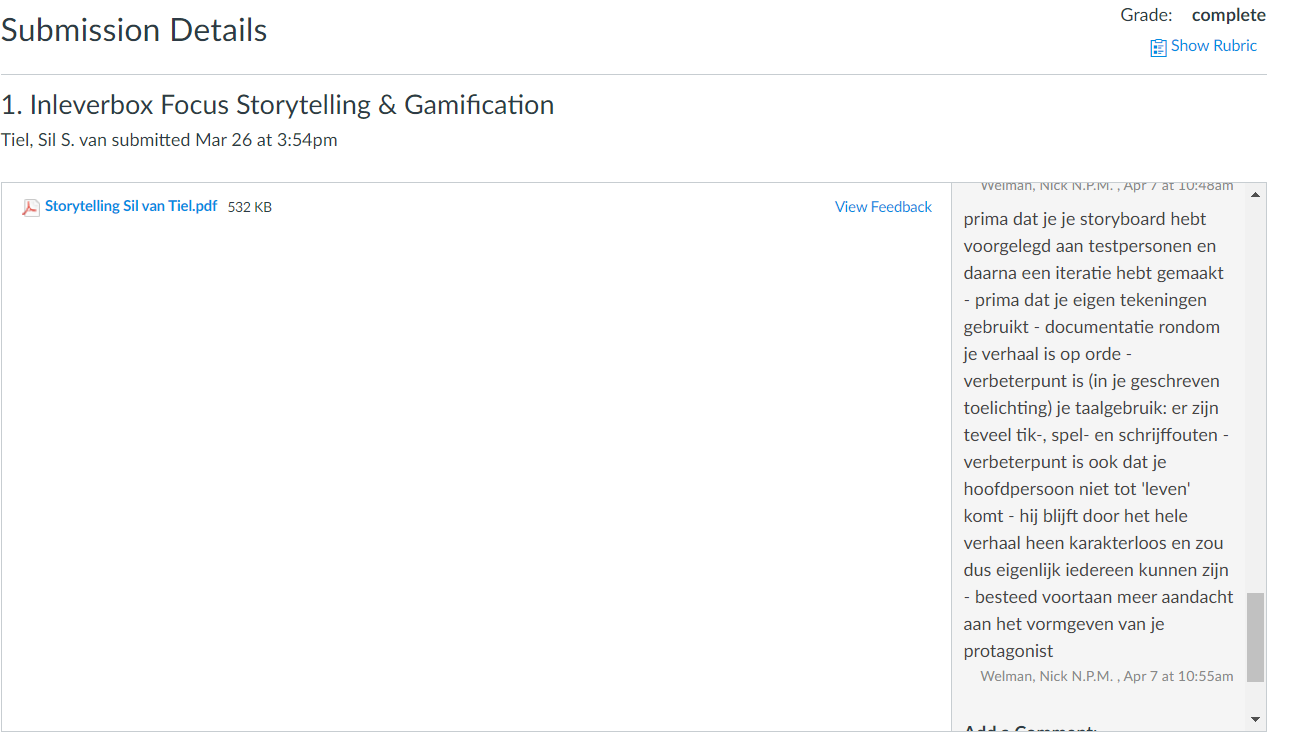 Submission Details
Grade: complete
Show Rubric
1. Inleverbox Focus Storytelling & Gamification
Tiel, Sil S. van submitted Mar 26 at 3:54pm
Storytelling Sil van Tiel.pdf 532 KB
View Feedback
Welman, Nick N.P.M. , Apr 7 at 10:48am
prima dat je je storyboard hebt
voorgelegd aan testpersonen en
daarna een iteratie hebt gemaakt
- prima dat je eigen tekeningen
gebruikt - documentatie rondom
je verhaal is op orde -
verbeterpunt is (in je geschreven
toelichting) je taalgebruik: er zijn
teveel tik-, spel- en schrijffouten -
verbeterpunt is ook dat je
hoofdpersoon niet tot 'leven'
komt - hij blijft door het hele
verhaal heen karakterloos en zou
dus eigenlijk iedereen kunnen zijn
- besteed voortaan meer aandacht
aan het vormgeven van je
protagonist
Welman, Nick N.P.M. , Apr 7 at 10:55am
Add a Comment: